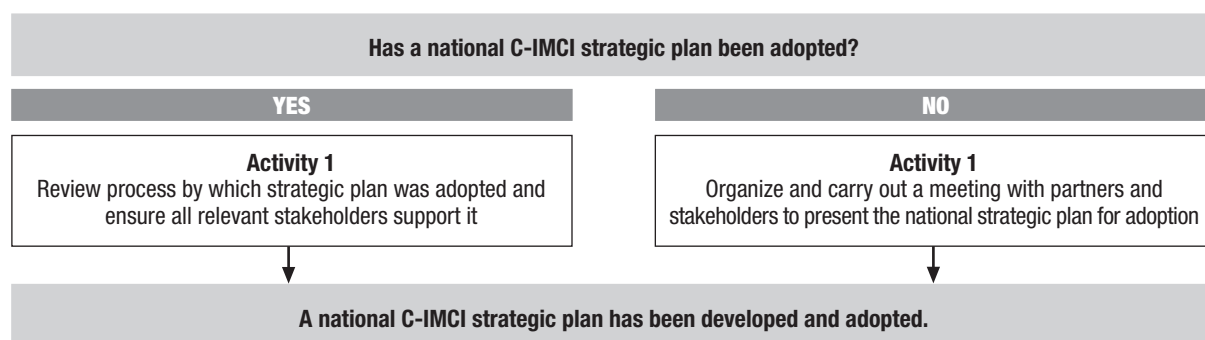 Has a national C-IMCI strategic plan been adopted?
YES
NO
Activity 1
Review process by which strategic plan was adopted and
ensure all relevant stakeholders support it
Activity 1
Organize and carry out a meeting with partners and
stakeholders to present the national strategic plan for adoption
A national C-IMCI strategic plan has been developed and adopted.